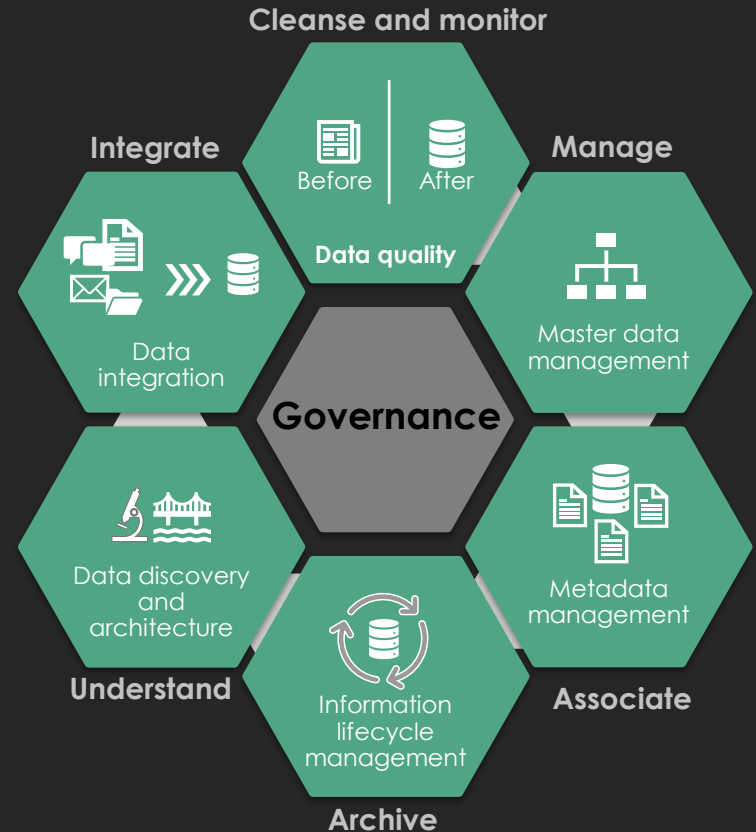 Cleanse and monitor
Before
After
Data quality
Integrate
Data
integration
Manage
Master data
management
Governance
Data discovery
and
architecture
Understand
Metadata
management
Associate
Information
lifecycle
management
Archive